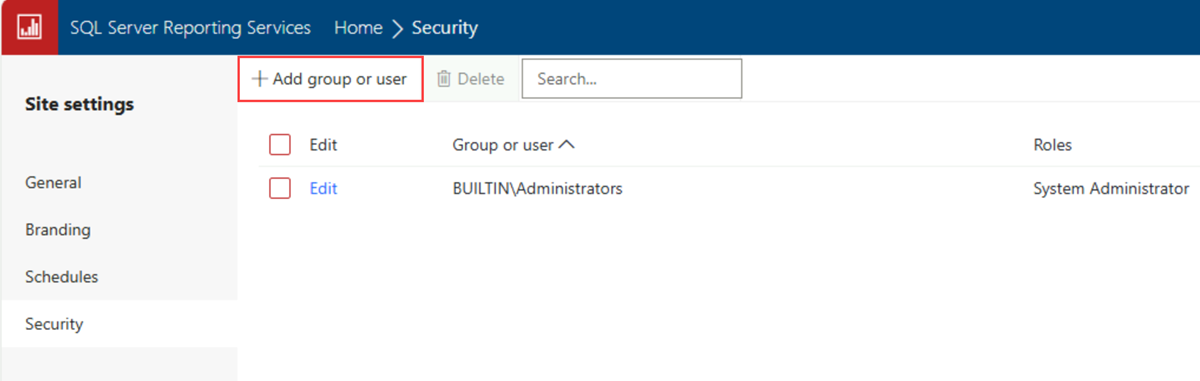 SQL Server Reporting Services Home > Security
Site settings
General
Branding
Schedules
Security
+ Add group or user Delete Search...
Edit Group or user Roles
Edit BUILTIN\Administrators System Administrator